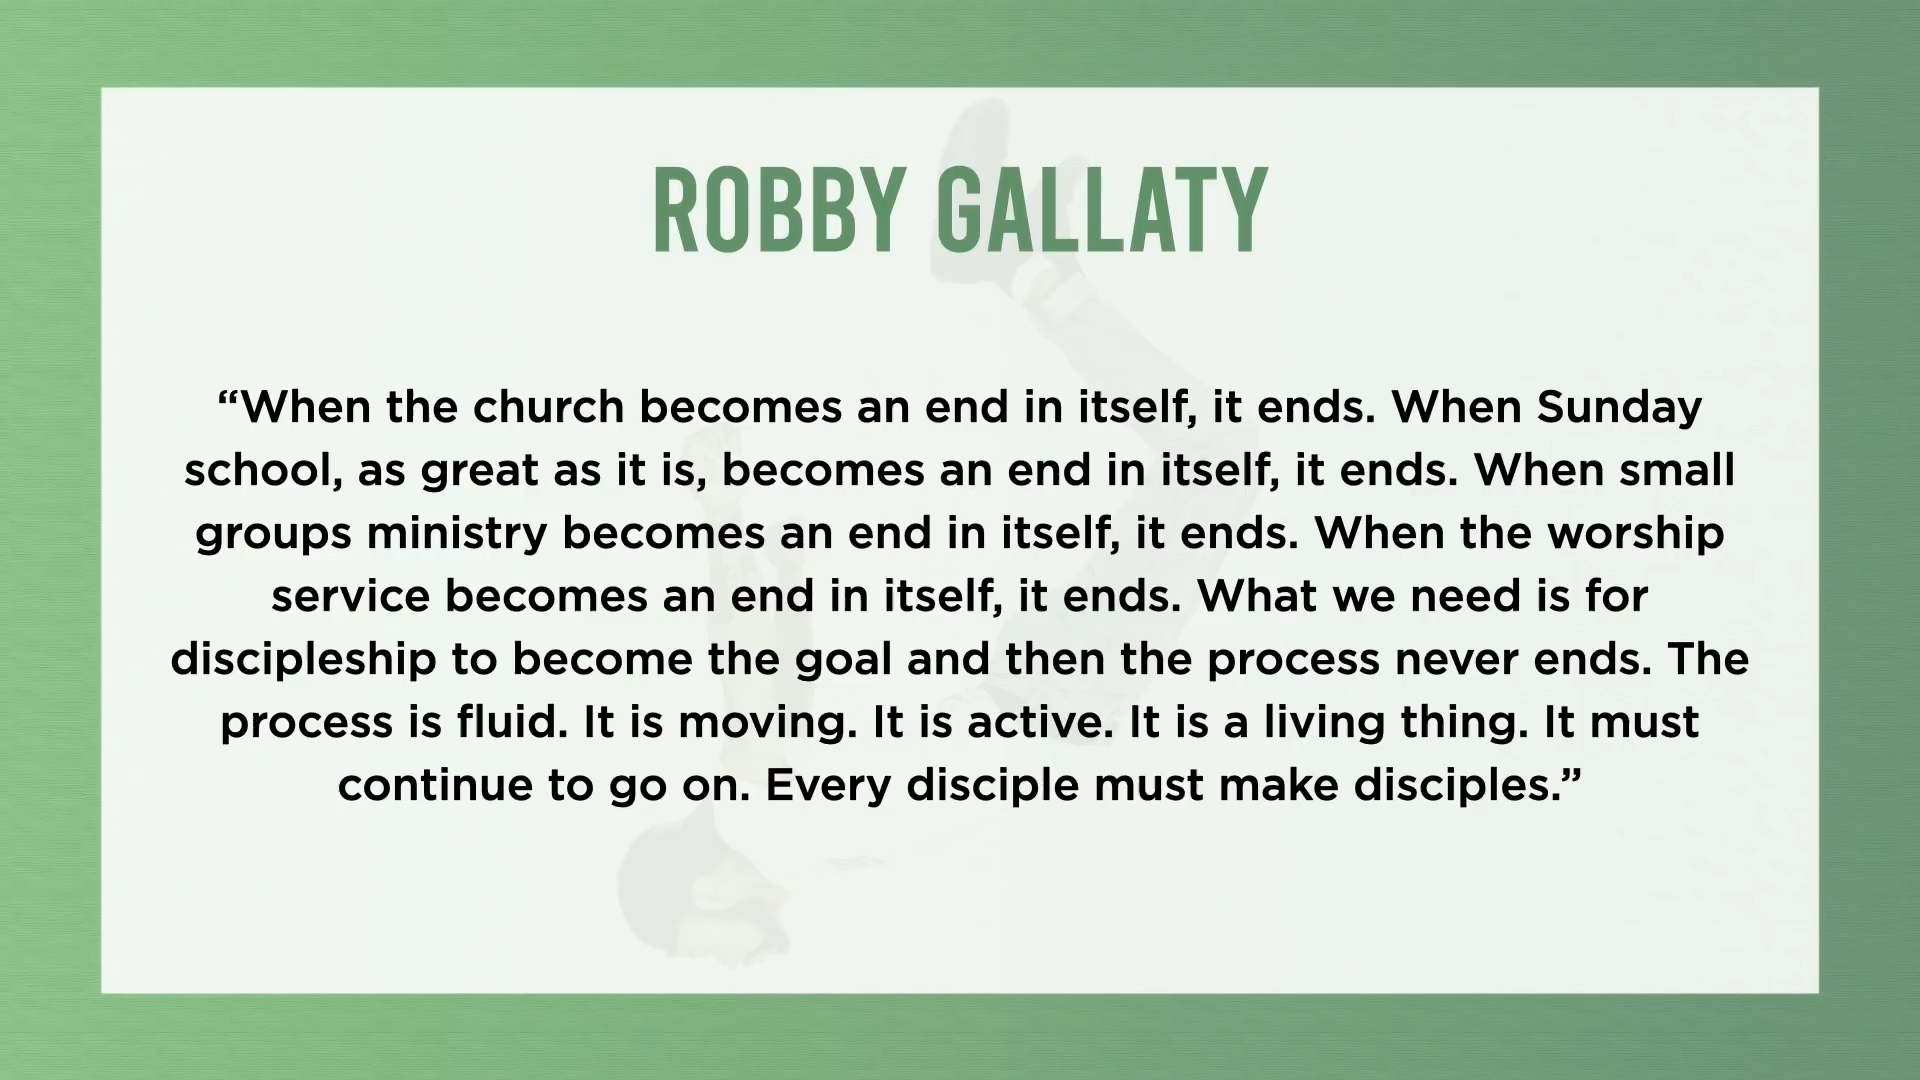 ROBBY GALLATY
“When the church becomes an end in itself, it ends. When Sunday
school, as great as it is, becomes an end in itself, it ends. When small
groups ministry becomes an end in itself, it ends. When the worship
service becomes an end in itself, it ends. What we need is for
discipleship to become the goal and then the process never ends. The
process is fluid. It is moving. It is active. It is a living thing. It must
continue to go on. Every disciple must make disciples.”